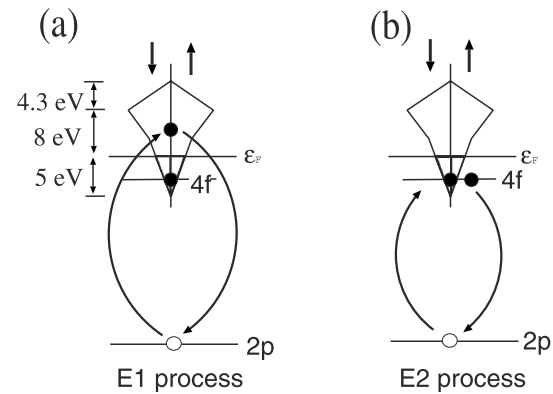 (a)
(b)
4.3 eV
8 eV
5 eV
εF
4f
2p
E1 process
εF
4f
2p
E2 process